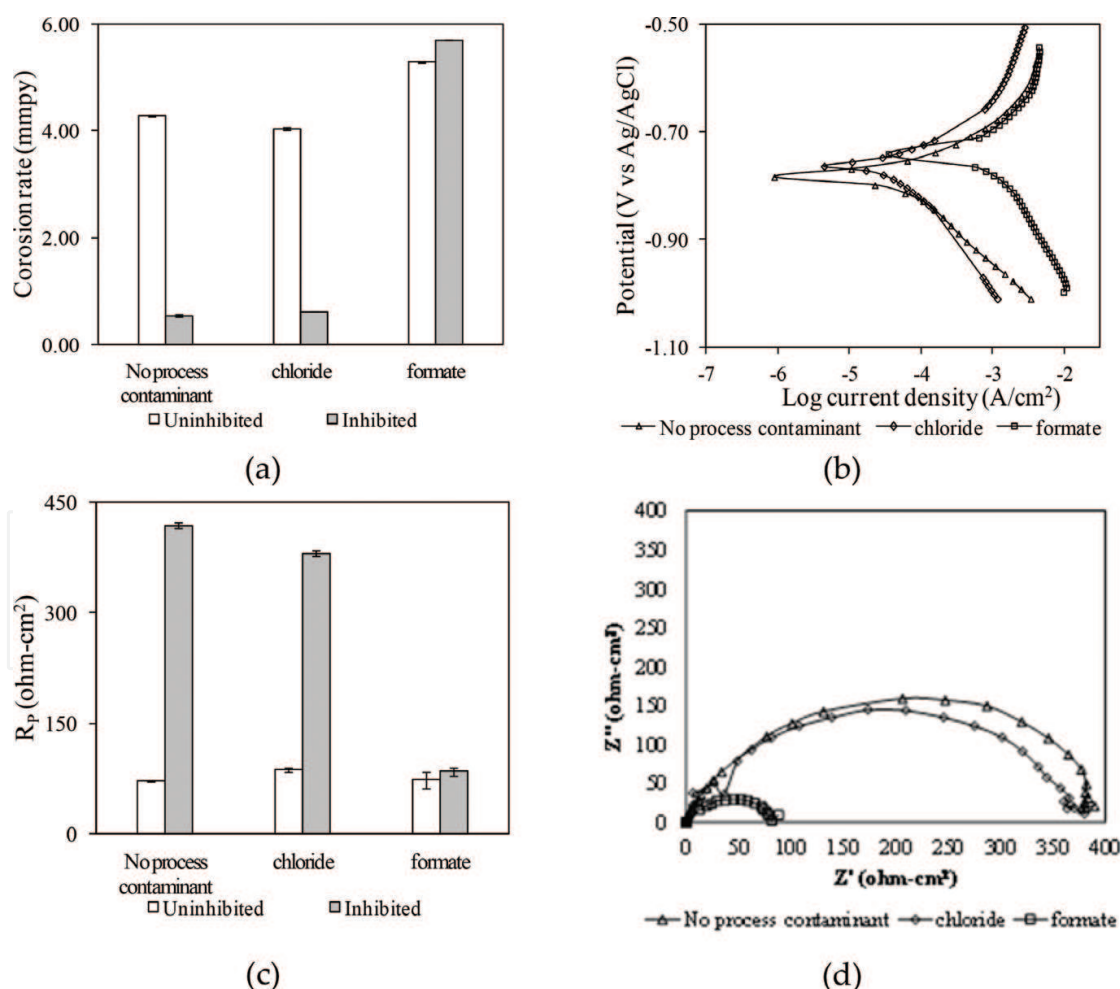 6.00
4.00
2.00
0.00
Corosion rate (mmpy)
No process
contaminant
chloride
formate
Uninhibited
Inhibited
(a)
-0.50
-0.70
-0.90
-1.10
Potential (V vs Ag/AgCl)
-7
-6
-5
-4
-3
-2
-1
Log current density (A/cm²)
No process contaminant
chloride
formate
(b)
450
300
150
0
Rp (ohm-cm²)
No process
contaminant
chloride
formate
Uninhibited
Inhibited
(c)
400
350
300
250
200
150
100
50
0
Z'' (ohm-cm²)
0
50
100
150
200
250
300
350
400
Z' (ohm-cm²)
No process contaminant
chloride
formate
(d)